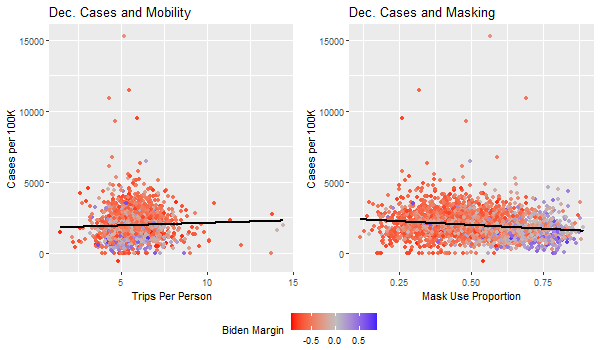 Dec. Cases and Mobility
Cases per 100K
15000
10000
5000
0
5
10
15
Trips Per Person
Dec. Cases and Masking
Cases per 100K
15000
10000
5000
0
0.25
0.50
0.75
Mask Use Proportion
Biden Margin
-0.5
0.0
0.5